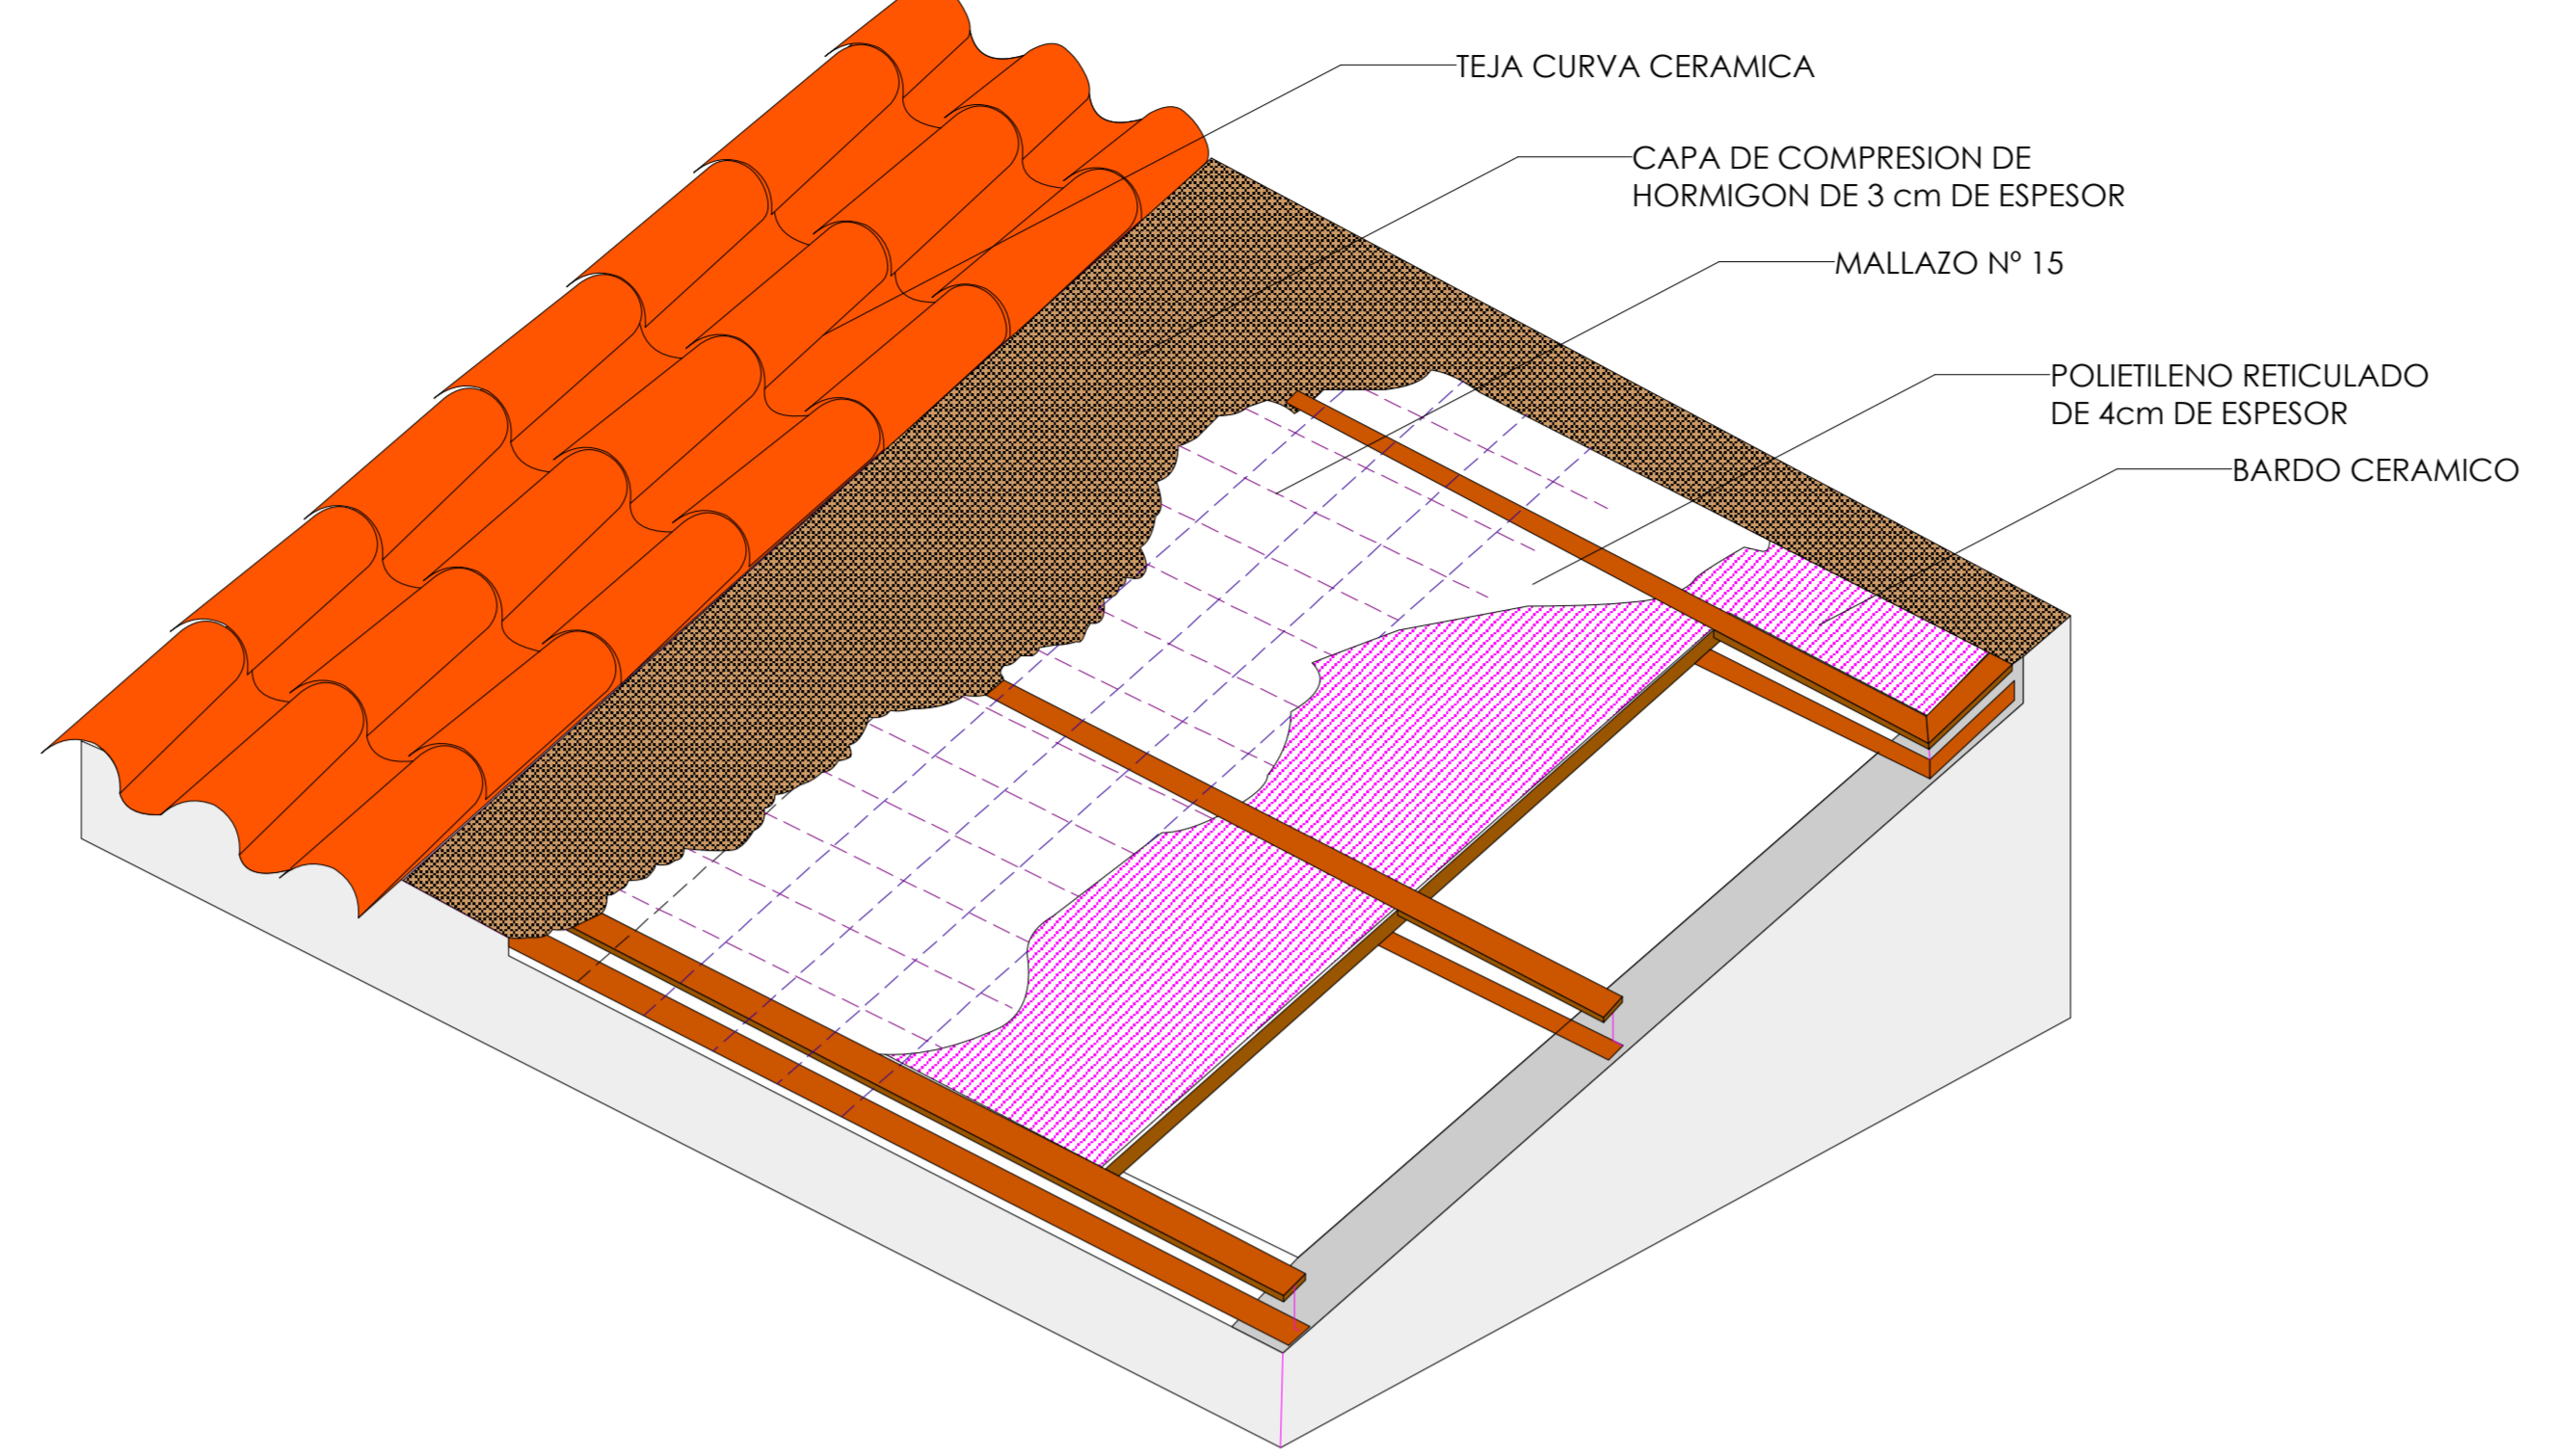 TEJA CURVA CERAMICA
CAPA DE COMPRESION DE
HORMIGON DE 3 cm DE ESPESOR
MALLAZO Nº 15
POLIETILENO RETICULADO
DE 4cm DE ESPESOR
BARDO CERAMICO